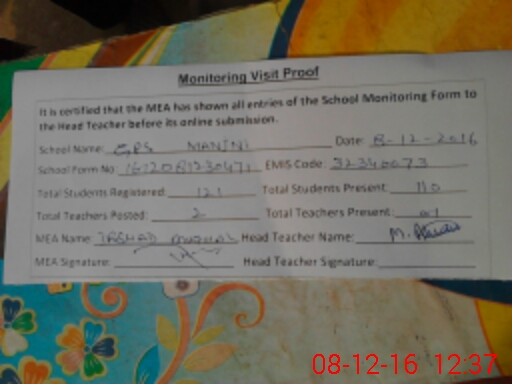 Monitoring Visit Proof
It is certified that the MEA has shown all entries of the School Monitoring Form to
the Head Teacher before its online submission.
School Name: GPS MANJNI Date: 8-12-2016
School Form No: EMIS Code: 32340073
Total Students Registered: 121 Total Students Present: 110
Total Teachers Posted: 2 Total Teachers Present: 01
MEA Name: Head Teacher Name: M.
MEA Signature: Head Teacher Signature:
08-12-16 12:37